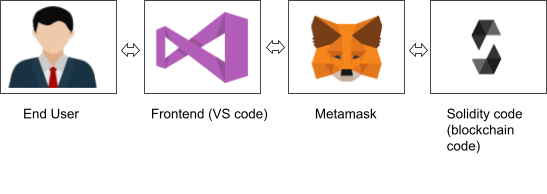 End User
Frontend (VS code)
Metamask
Solidity code
(blockchain
code)